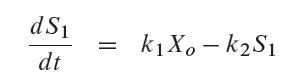 dS₁/dt = k₁Xₒ − k₂S₁